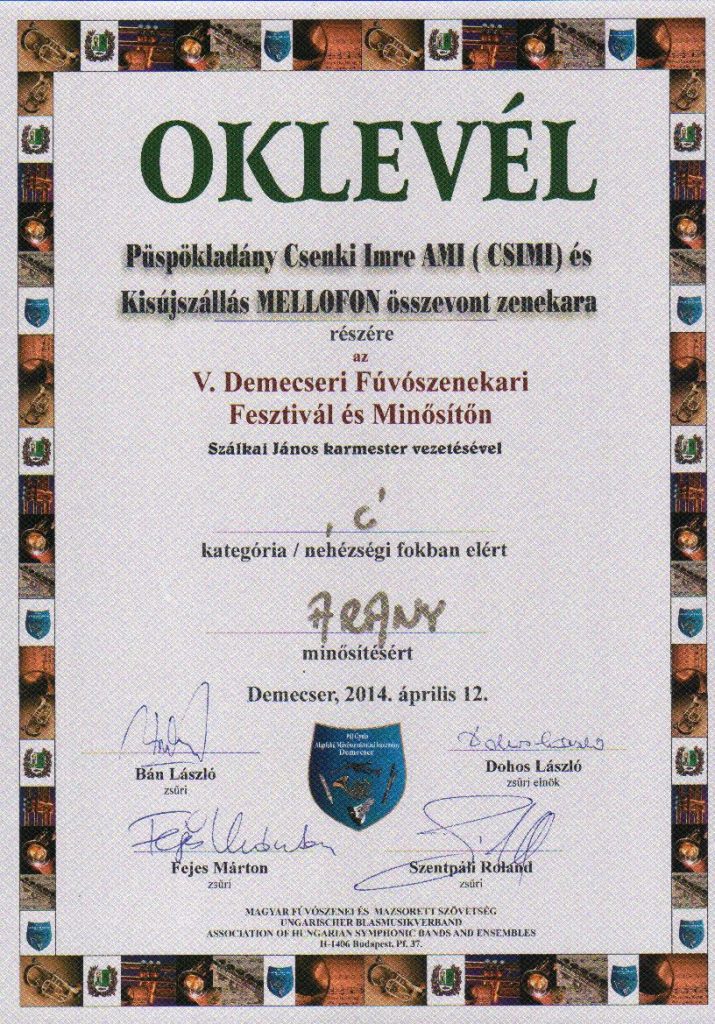 OKLEVÉL
Püspökladány Csenki Imre AMI ( CSIMI) és
Kisújszállás MELLOFON összevont zenekara
részére
az
V. Demecseri Fúvószenekari
Fesztivál és Minősítőn
Szálkai János karmester vezetésével
"C"
kategória / nehézségi fokban elért
ARANY
minősítésért
Demecser, 2014. április 12.
Bán László
zsűri
Dohos László
zsűri elnök
Demecser
Fejes Márton
zsűri
Szentpáli Roland
zsűri
MAGYAR FÚVÓSZENEI ÉS MAZSORETT SZÖVETSÉG
UNGARISCHER BLASMUSIKVERBAND
ASSOCIATION OF HUNGARIAN SYMPHONIC BANDS AND ENSEMBLES
H-1406 Budapest, Pf. 37.